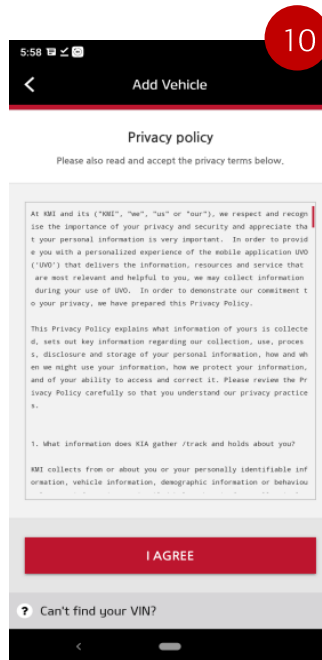 10
5:58
Add Vehicle
Privacy policy
Please also read and accept the privacy terms below.
At KMI and its ("KMI", "we", "us" or "our"), we respect and recogn
ise the importance of your privacy and security and appreciate tha
t your personal information is very important.  In order to provid
e you with a personalized experience of the mobile application UVO
('UVO') that delivers the information, resources and service that
are most relevant and helpful to you, we may collect information
during your use of UVO.  In order to demonstrate our commitment t
o your privacy, we have prepared this Privacy Policy.
This Privacy Policy explains what information of yours is collecte
d, sets out key information regarding our collection, use, proces
s, disclosure and storage of your personal information, how and wh
en we might use your information, how we protect your information,
and of your ability to access and correct it. Please review the Pr
ivacy Policy carefully so that you understand our privacy practice
s.
1. What information does KIA gather /track and holds about you?
KMI collects from or about you or your personally identifiable inf
ormation, vehicle information, demographic information or behaviou
I AGREE
? Can't find your VIN?